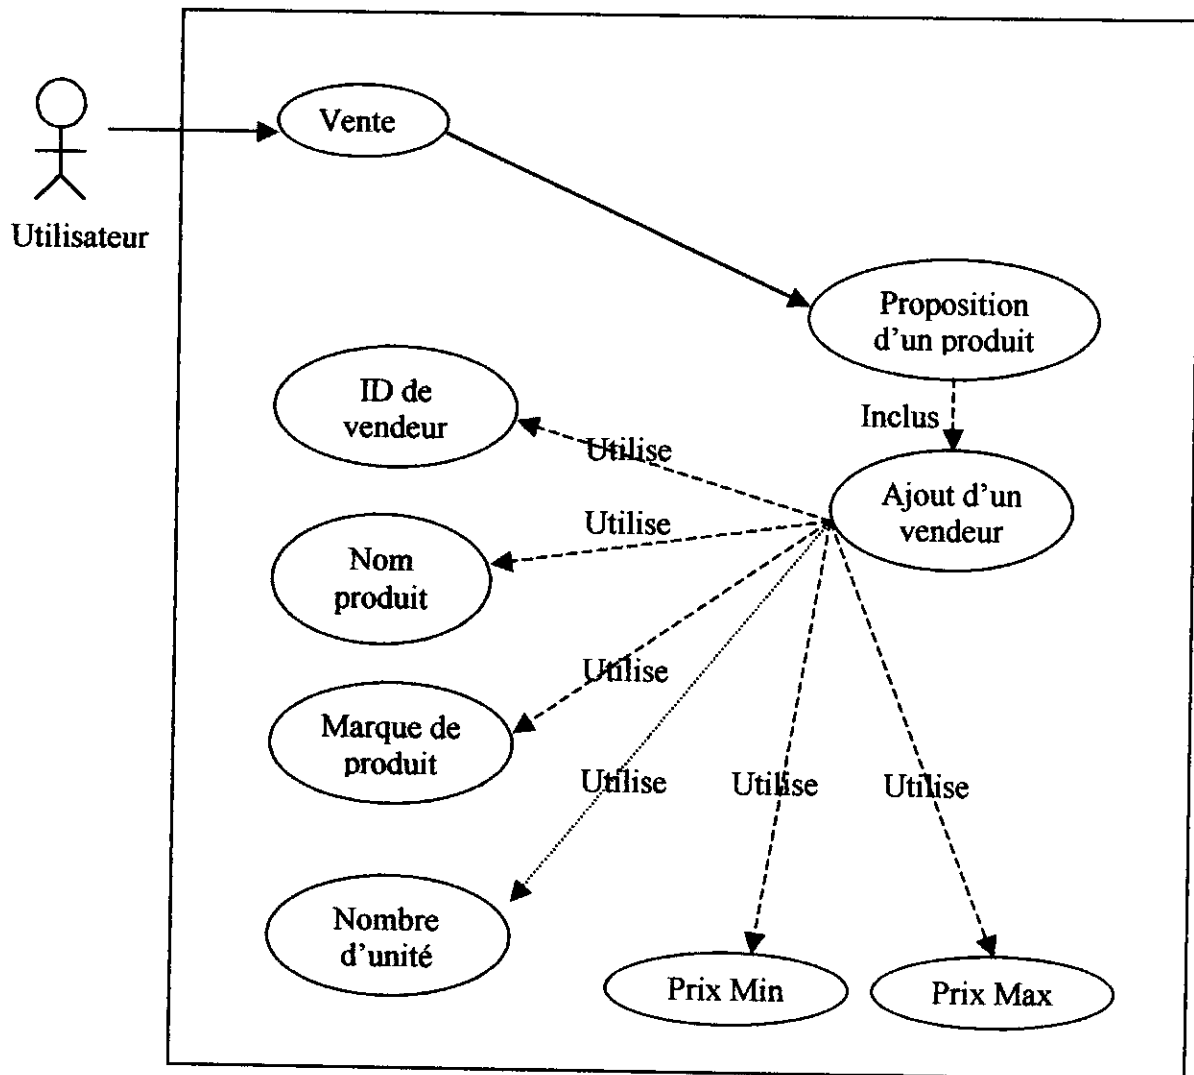 Vente
Utilisateur
Proposition
d'un produit
ID de
vendeur
Inclus
Utilise
Ajout d'un
vendeur
Utilise
Nom
produit
Utilise
Marque de
produit
Utilise
Utilise
Utilise
Nombre
d'unité
Prix Min
Prix Max